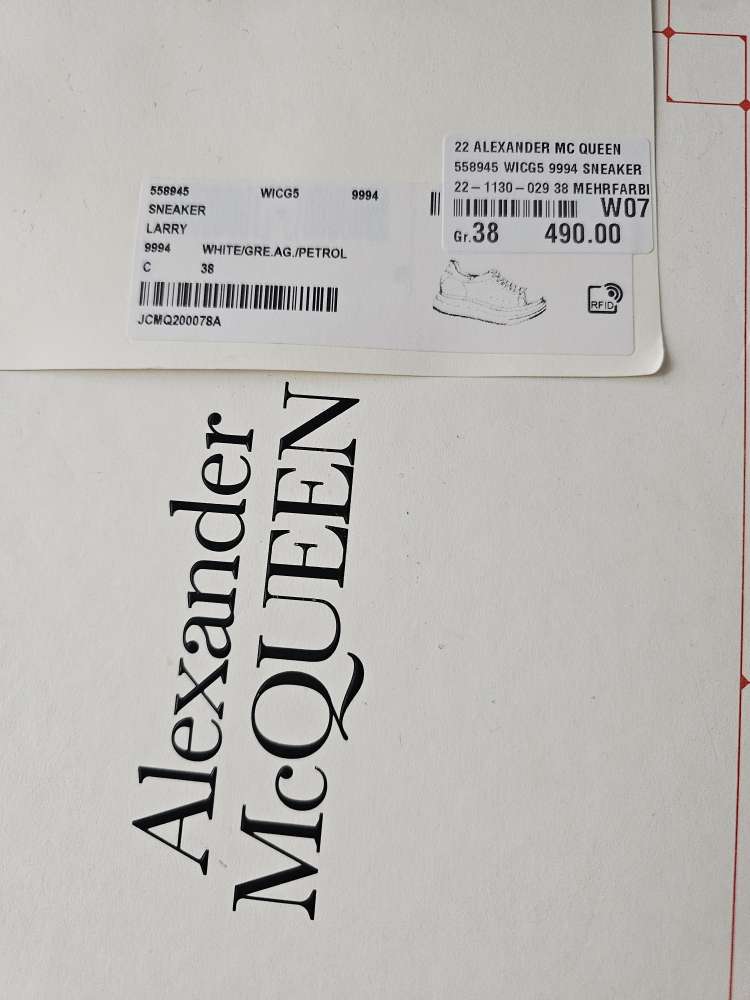 22 ALEXANDER MC QUEEN
558945 WICG5 9994 SNEAKER
22-1130-029 38 MEHRFARBI
W07
Gr. 38 490.00
558945 WICG5 9994
SNEAKER
LARRY
9994 WHITE/GRE.AG./PETROL
C 38
JCMQ200078A
RFID
Alexander
McQUEEN